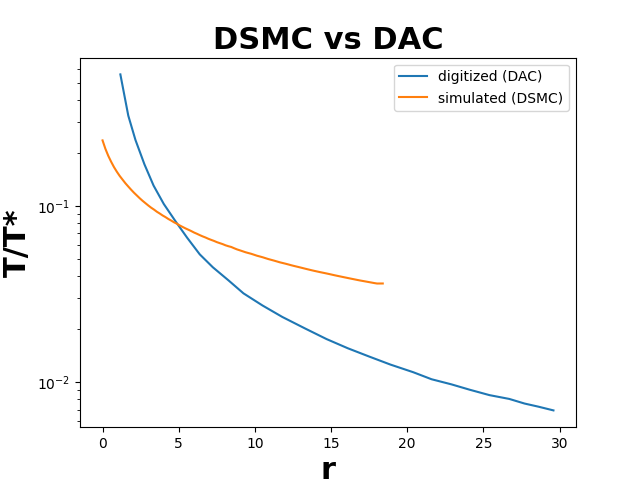 DSMC vs DAC
digitized (DAC)
simulated (DSMC)
T/T*
10⁻¹
10⁻²
0 5 10 15 20 25 30
r